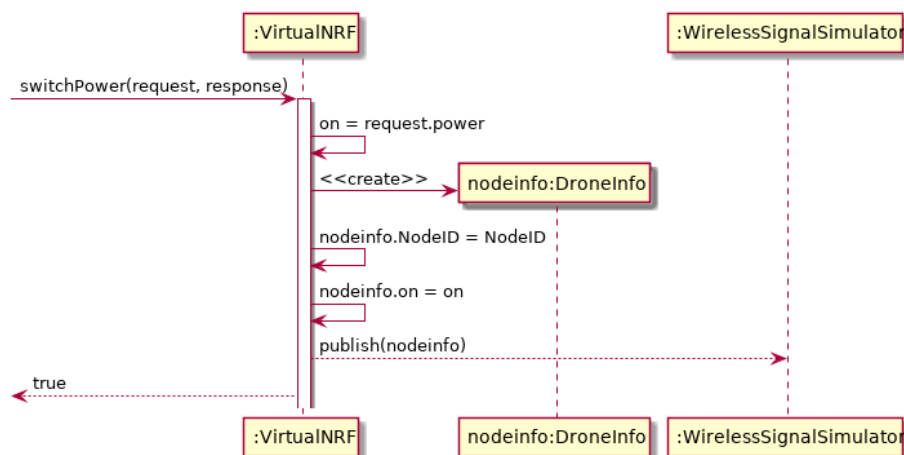 :VirtualNRF
:WirelessSignalSimulator
switchPower(request, response)
on = request.power
<<create>>
nodeinfo:DroneInfo
nodeinfo.NodeID = NodeID
nodeinfo.on = on
publish(nodeinfo)
true
:VirtualNRF
nodeinfo:DroneInfo
:WirelessSignalSimulator